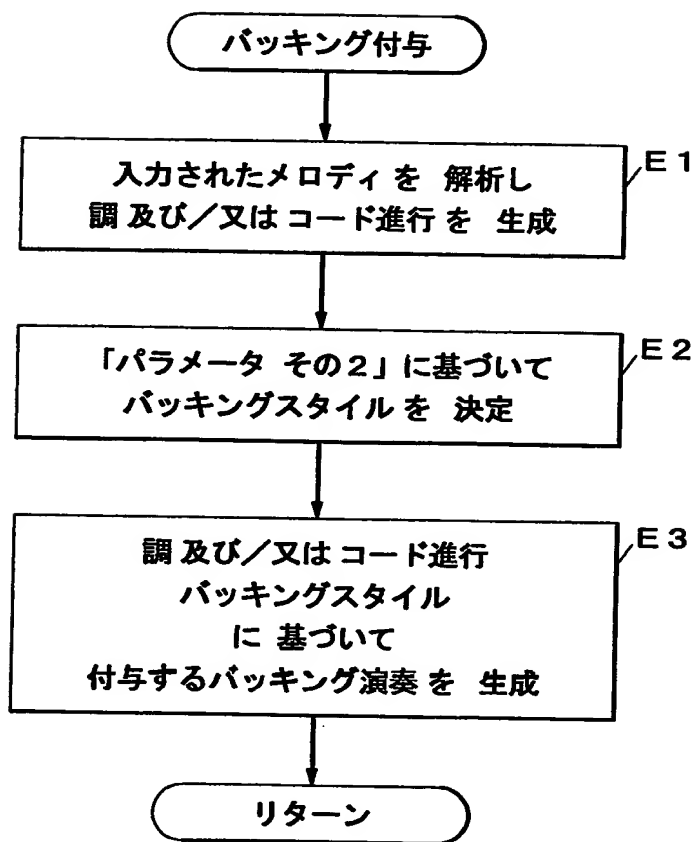 バッキング付与
入力されたメロディを 解析し
調 及び/又は コード進行 を 生成
E1
「パラメータ その2」に基づいて
バッキングスタイル を 決定
E2
調 及び/又は コード進行
バッキングスタイル
に 基づいて
付与するバッキング演奏 を 生成
E3
リターン